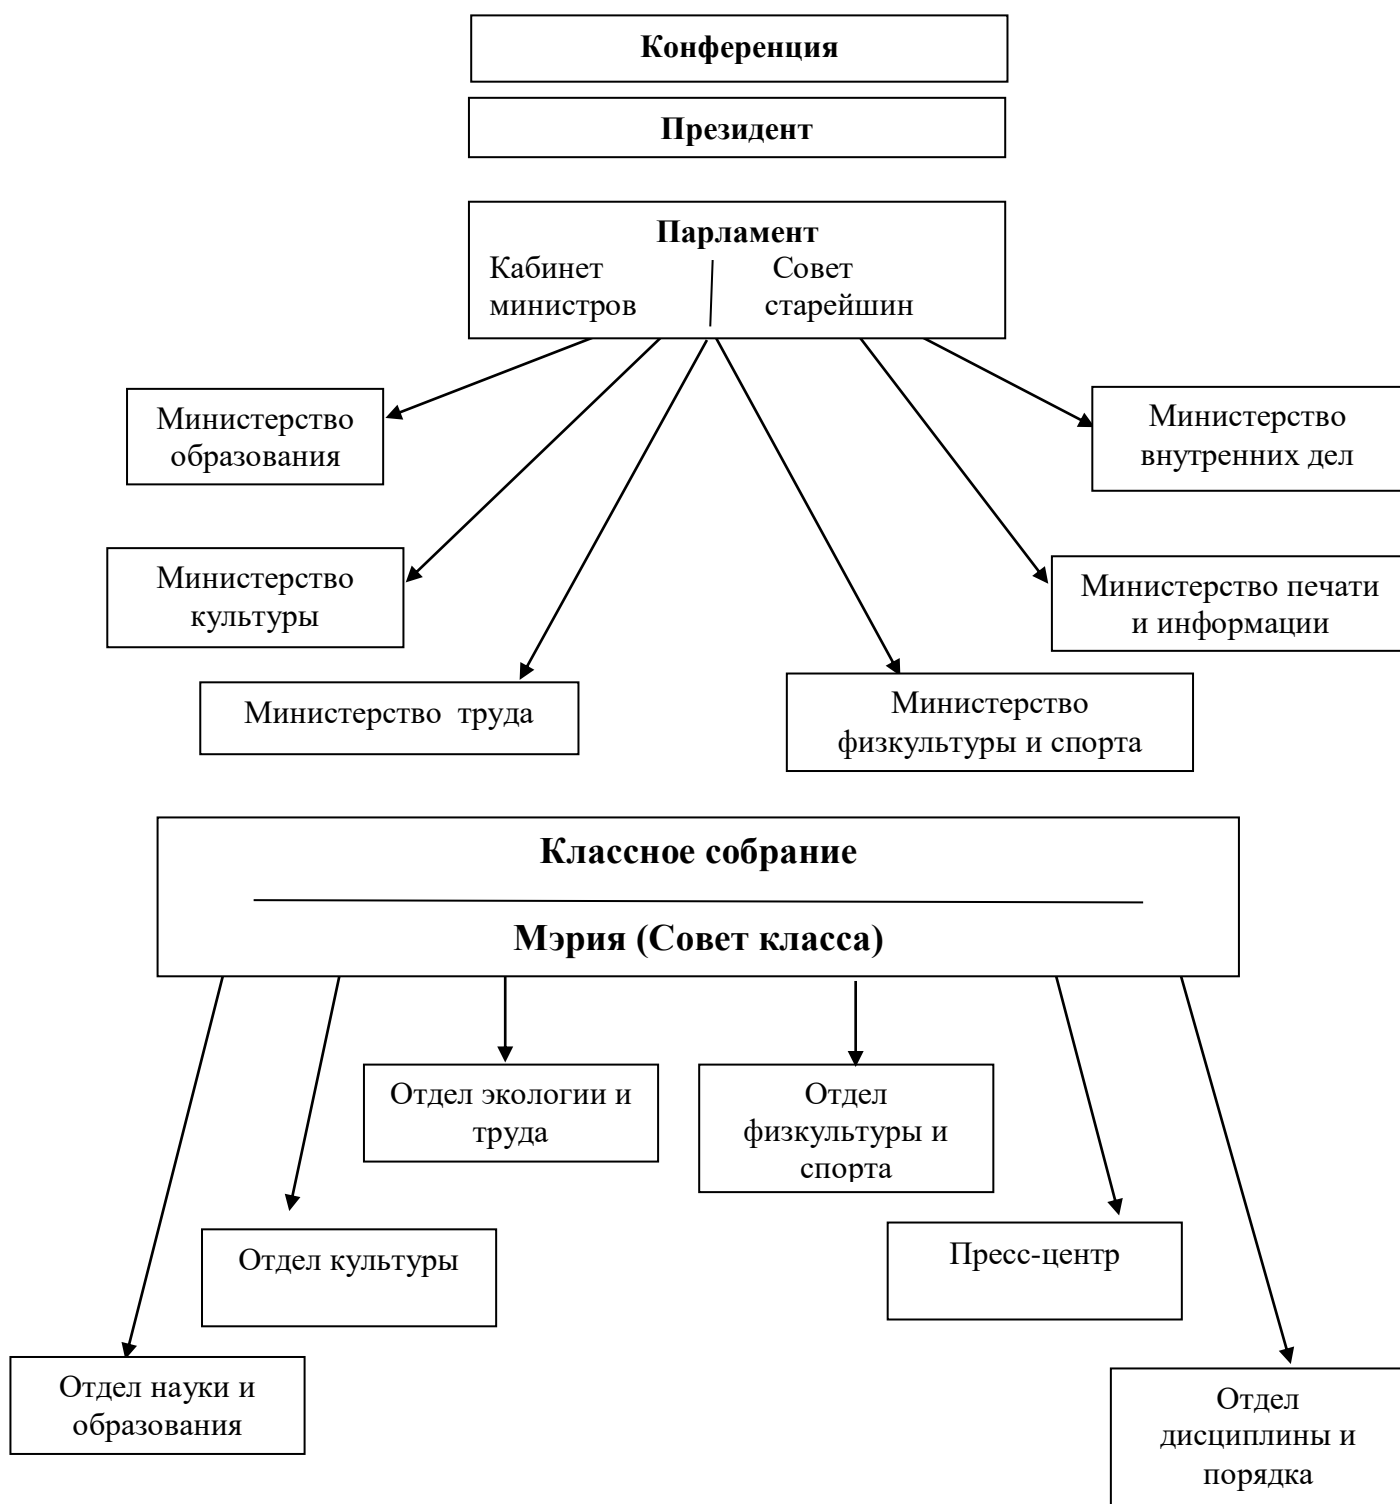 Конференция
Президент
Парламент
Кабинет
министров
Совет
старейшин
Министерство
образования
Министерство
внутренних дел
Министерство
культуры
Министерство печати
и информации
Министерство труда
Министерство
физкультуры и спорта
Классное собрание
Мэрия (Совет класса)
Отдел экологии и
труда
Отдел
физкультуры и
спорта
Отдел культуры
Пресс-центр
Отдел науки и
образования
Отдел
дисциплины и
порядка